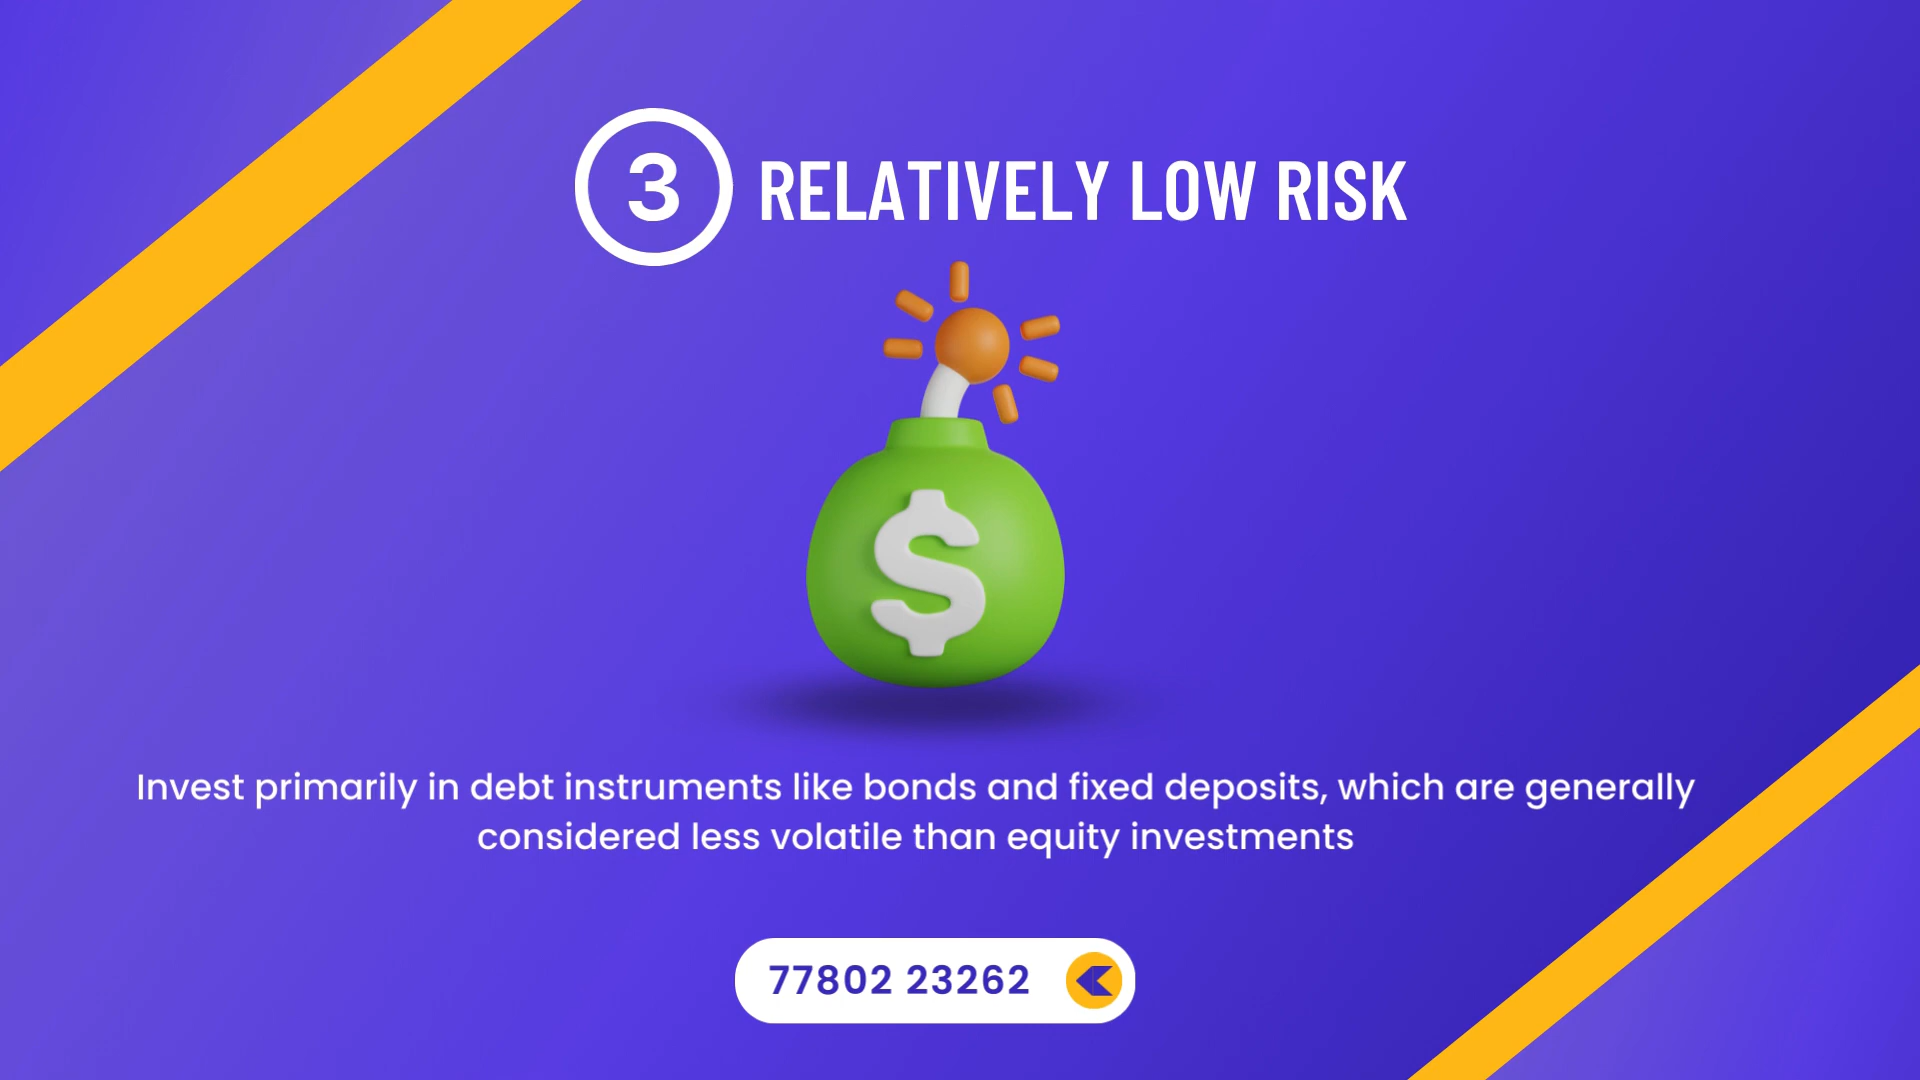 3 RELATIVELY LOW RISK
$
Invest primarily in debt instruments like bonds and fixed deposits, which are generally
considered less volatile than equity investments
77802 23262